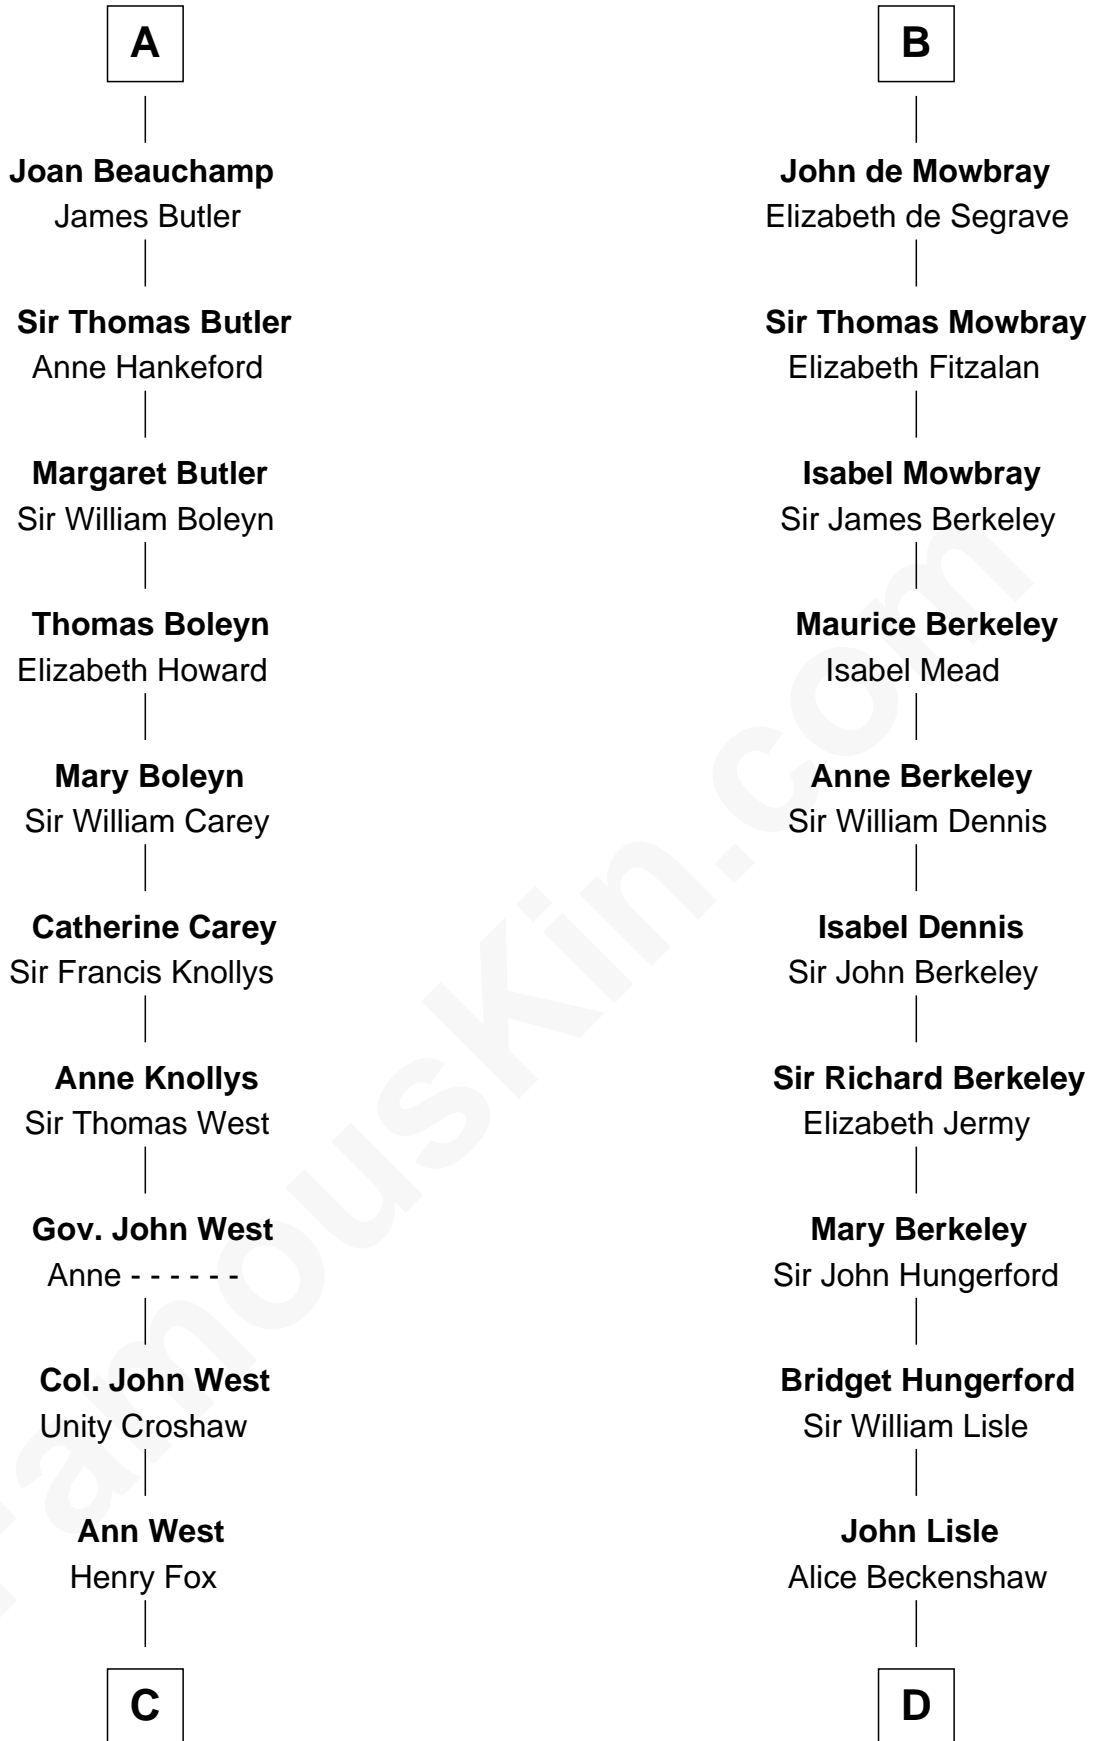 A
Joan Beauchamp
James Butler
Sir Thomas Butler
Anne Hankeford
Margaret Butler
Sir William Boleyn
Thomas Boleyn
Elizabeth Howard
Mary Boleyn
Sir William Carey
Catherine Carey
Sir Francis Knollys
Anne Knollys
Sir Thomas West
Gov. John West
Anne - - - - - -
Col. John West
Unity Croshaw
Ann West
Henry Fox
C
B
John de Mowbray
Elizabeth de Segrave
Sir Thomas Mowbray
Elizabeth Fitzalan
Isabel Mowbray
Sir James Berkeley
Maurice Berkeley
Isabel Mead
Anne Berkeley
Sir William Dennis
Isabel Dennis
Sir John Berkeley
Sir Richard Berkeley
Elizabeth Jermy
Mary Berkeley
Sir John Hungerford
Bridget Hungerford
Sir William Lisle
John Lisle
Alice Beckenshaw
D
FamousKin.com